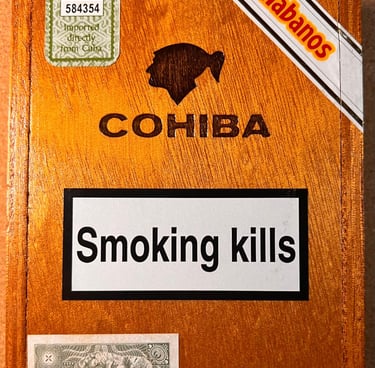 584354
Imported
directly
from Cuba
Habanos
COHIBA
Smoking kills